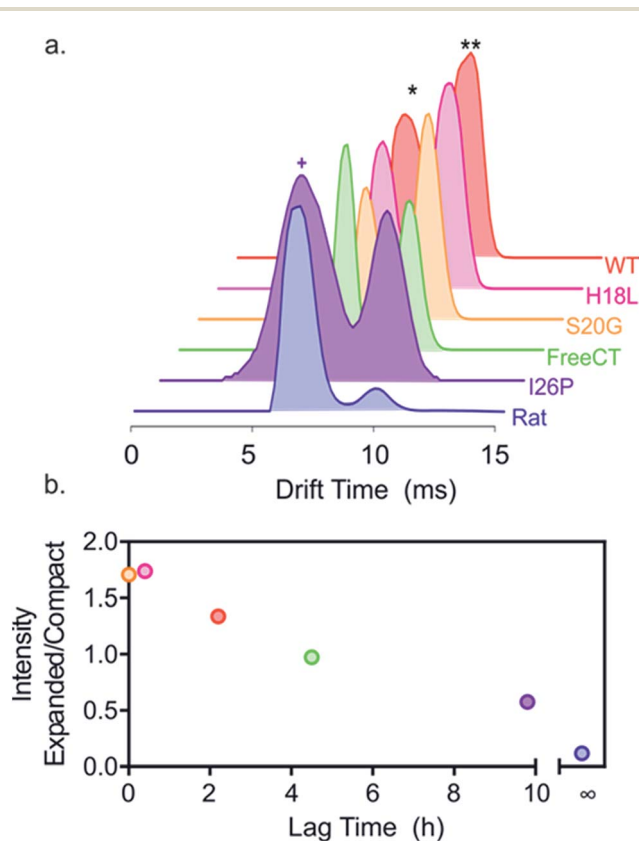 a.
**
*
+
WT
H18L
S20G
FreeCT
I26P
Rat
0 5 10 15
Drift Time (ms)
b.
2.0
1.5
1.0
0.5
0.0
Intensity
Expanded/Compact
0 2 4 6 8 10 ∞
Lag Time (h)